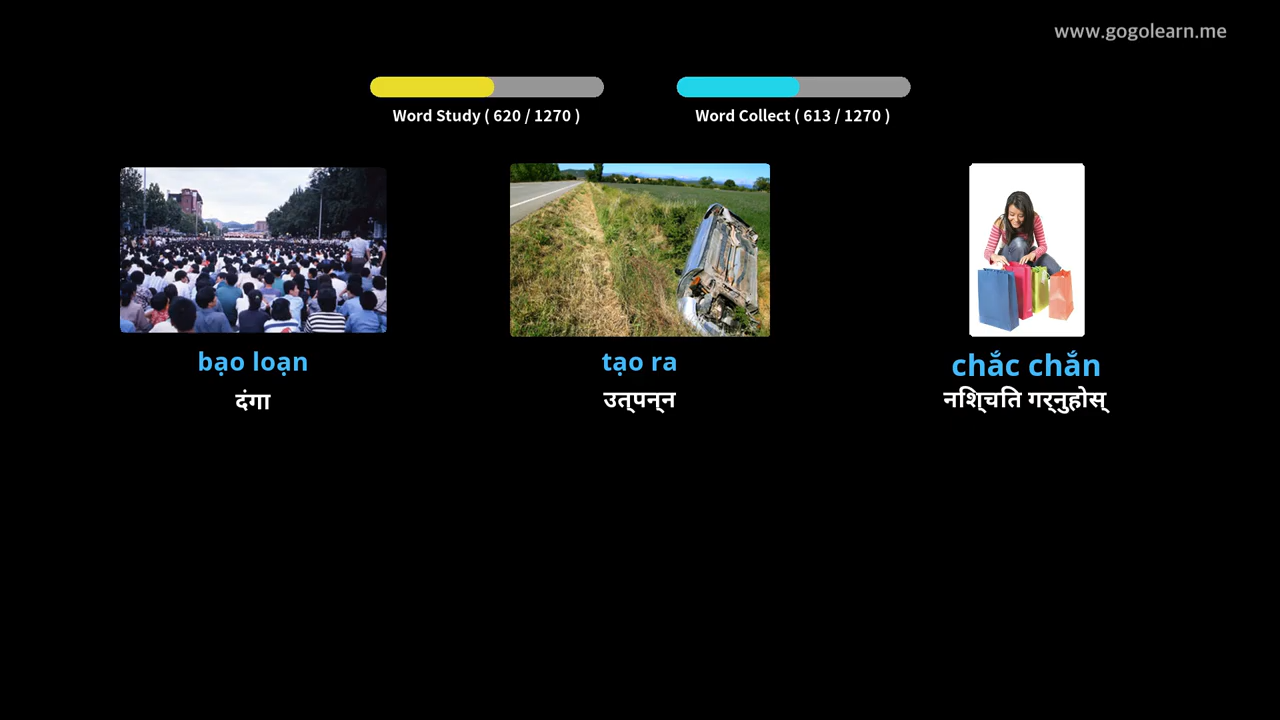 www.gogolearn.me
Word Study ( 620 / 1270 )
Word Collect ( 613 / 1270 )
bạo loạn
tạo ra
chắc chắn
दंगा
उत्पन्न
नश्चिति गर्नुहोस्